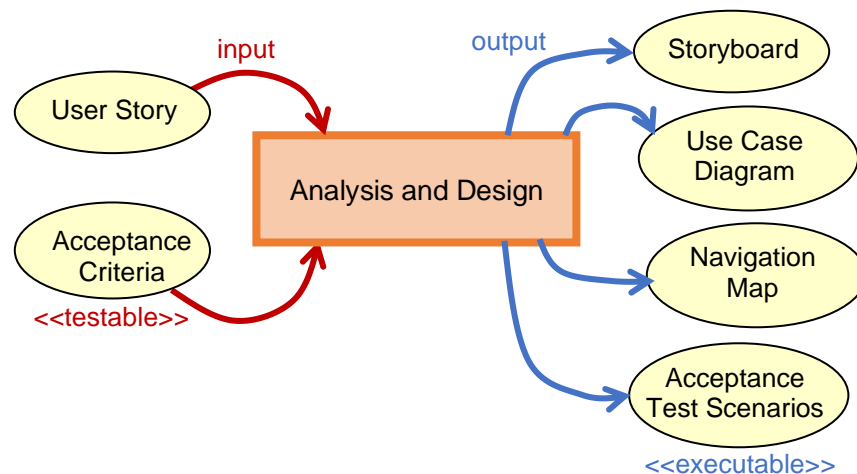 input
User Story
Acceptance
Criteria
<<testable>>
Analysis and Design
output
Storyboard
Use Case
Diagram
Navigation
Map
Acceptance
Test Scenarios
<<executable>>